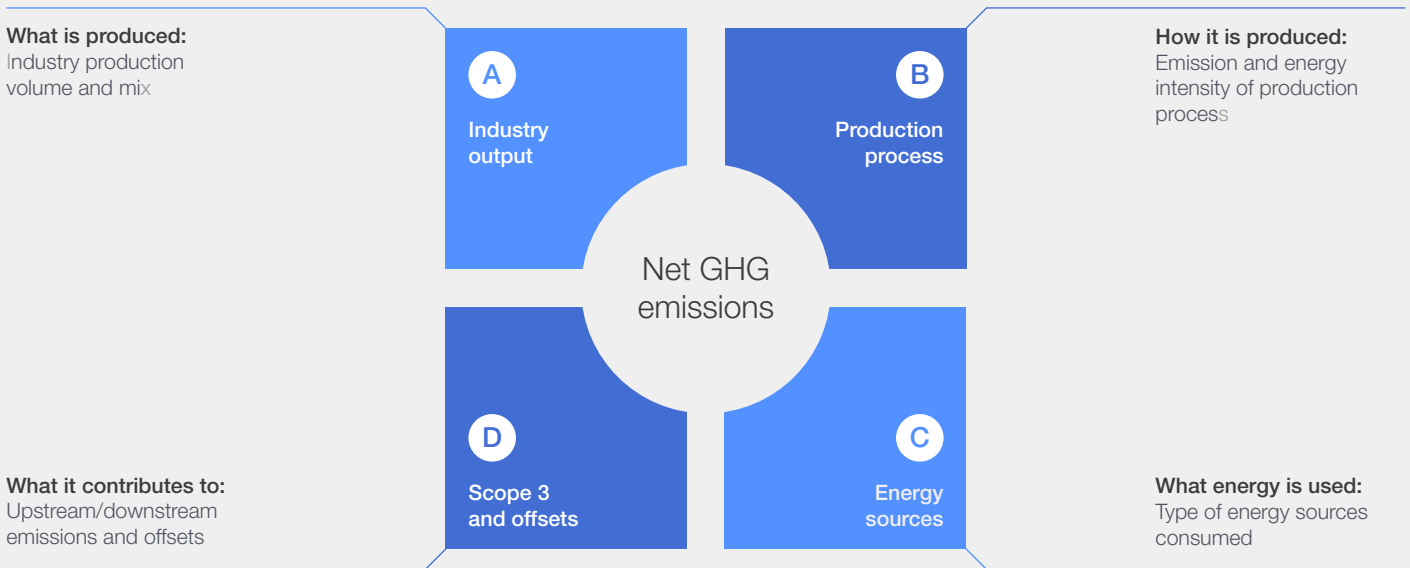 What is produced:
Industry production
volume and mix
A
Industry
output
B
Production
process
How it is produced:
Emission and energy
intensity of production
process
Net GHG
emissions
What it contributes to:
Upstream/downstream
emissions and offsets
D
Scope 3
and offsets
C
Energy
sources
What energy is used:
Type of energy sources
consumed